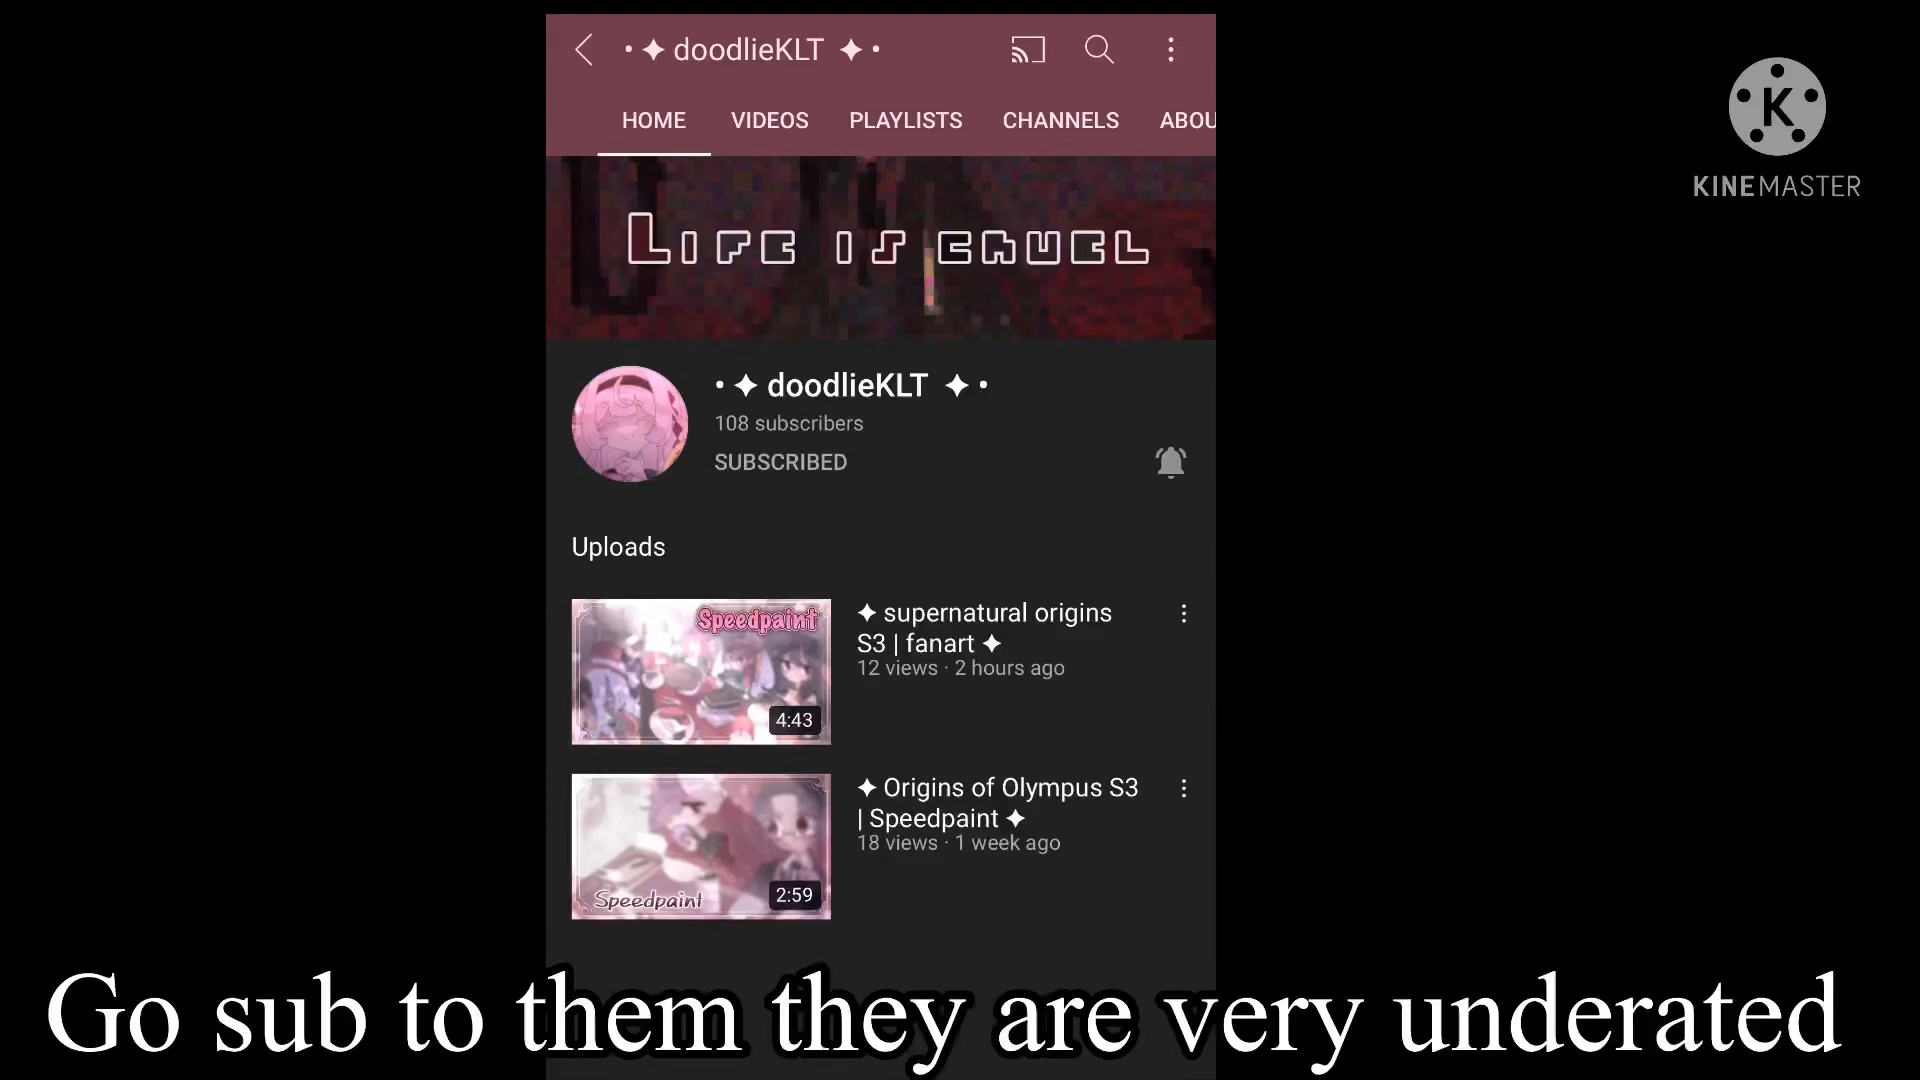 • ✦ doodlieKLT ✦ •
HOME VIDEOS PLAYLISTS CHANNELS ABOU
K
KINEMASTER
Life is cruel
• ✦ doodlieKLT ✦ •
108 subscribers
SUBSCRIBED
Uploads
Speedpaint
4:43
✦ supernatural origins
S3 | fanart ✦
12 views · 2 hours ago
Speedpaint
2:59
✦ Origins of Olympus S3
| Speedpaint ✦
18 views · 1 week ago
Go sub to them they are very underated